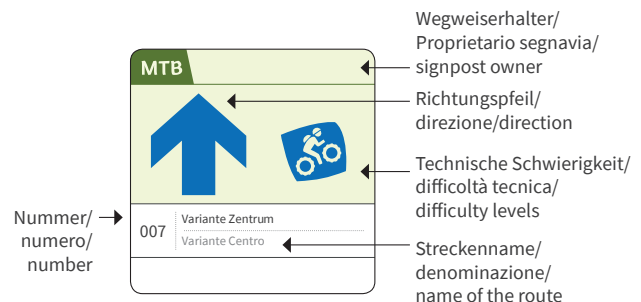 Wegweiserhalter/
Proprietario segnavia/
signpost owner
MTB
Richtungspfeil/
direzione/direction
Technische Schwierigkeit/
difficoltà tecnica/
difficulty levels
Nummer/
numero/
number
007
Variante Zentrum
Variante Centro
Streckenname/
denominazione/
name of the route